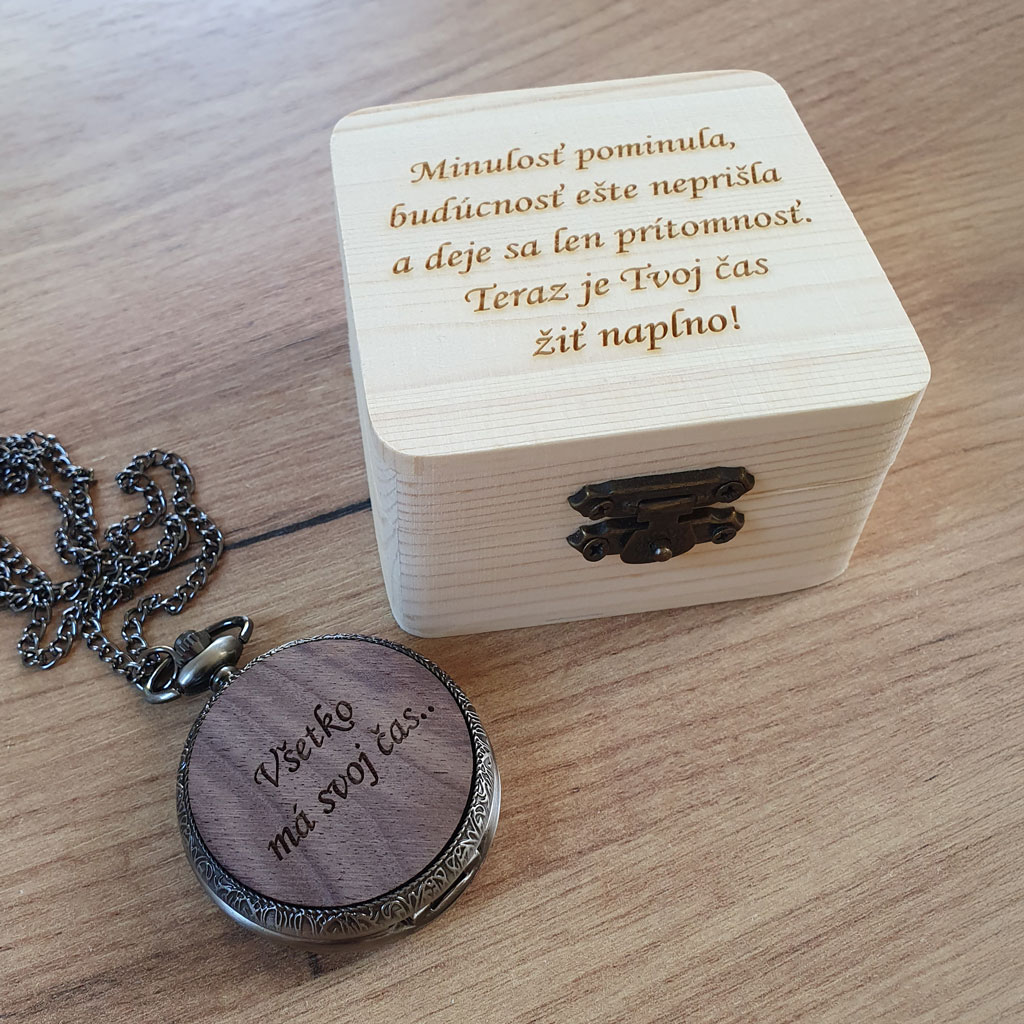 Minulosť pominula,
budúcnosť ešte neprišla
a deje sa len prítomnosť.
Teraz je Tvoj čas
žiť naplno!
Všetko
má svoj čas..